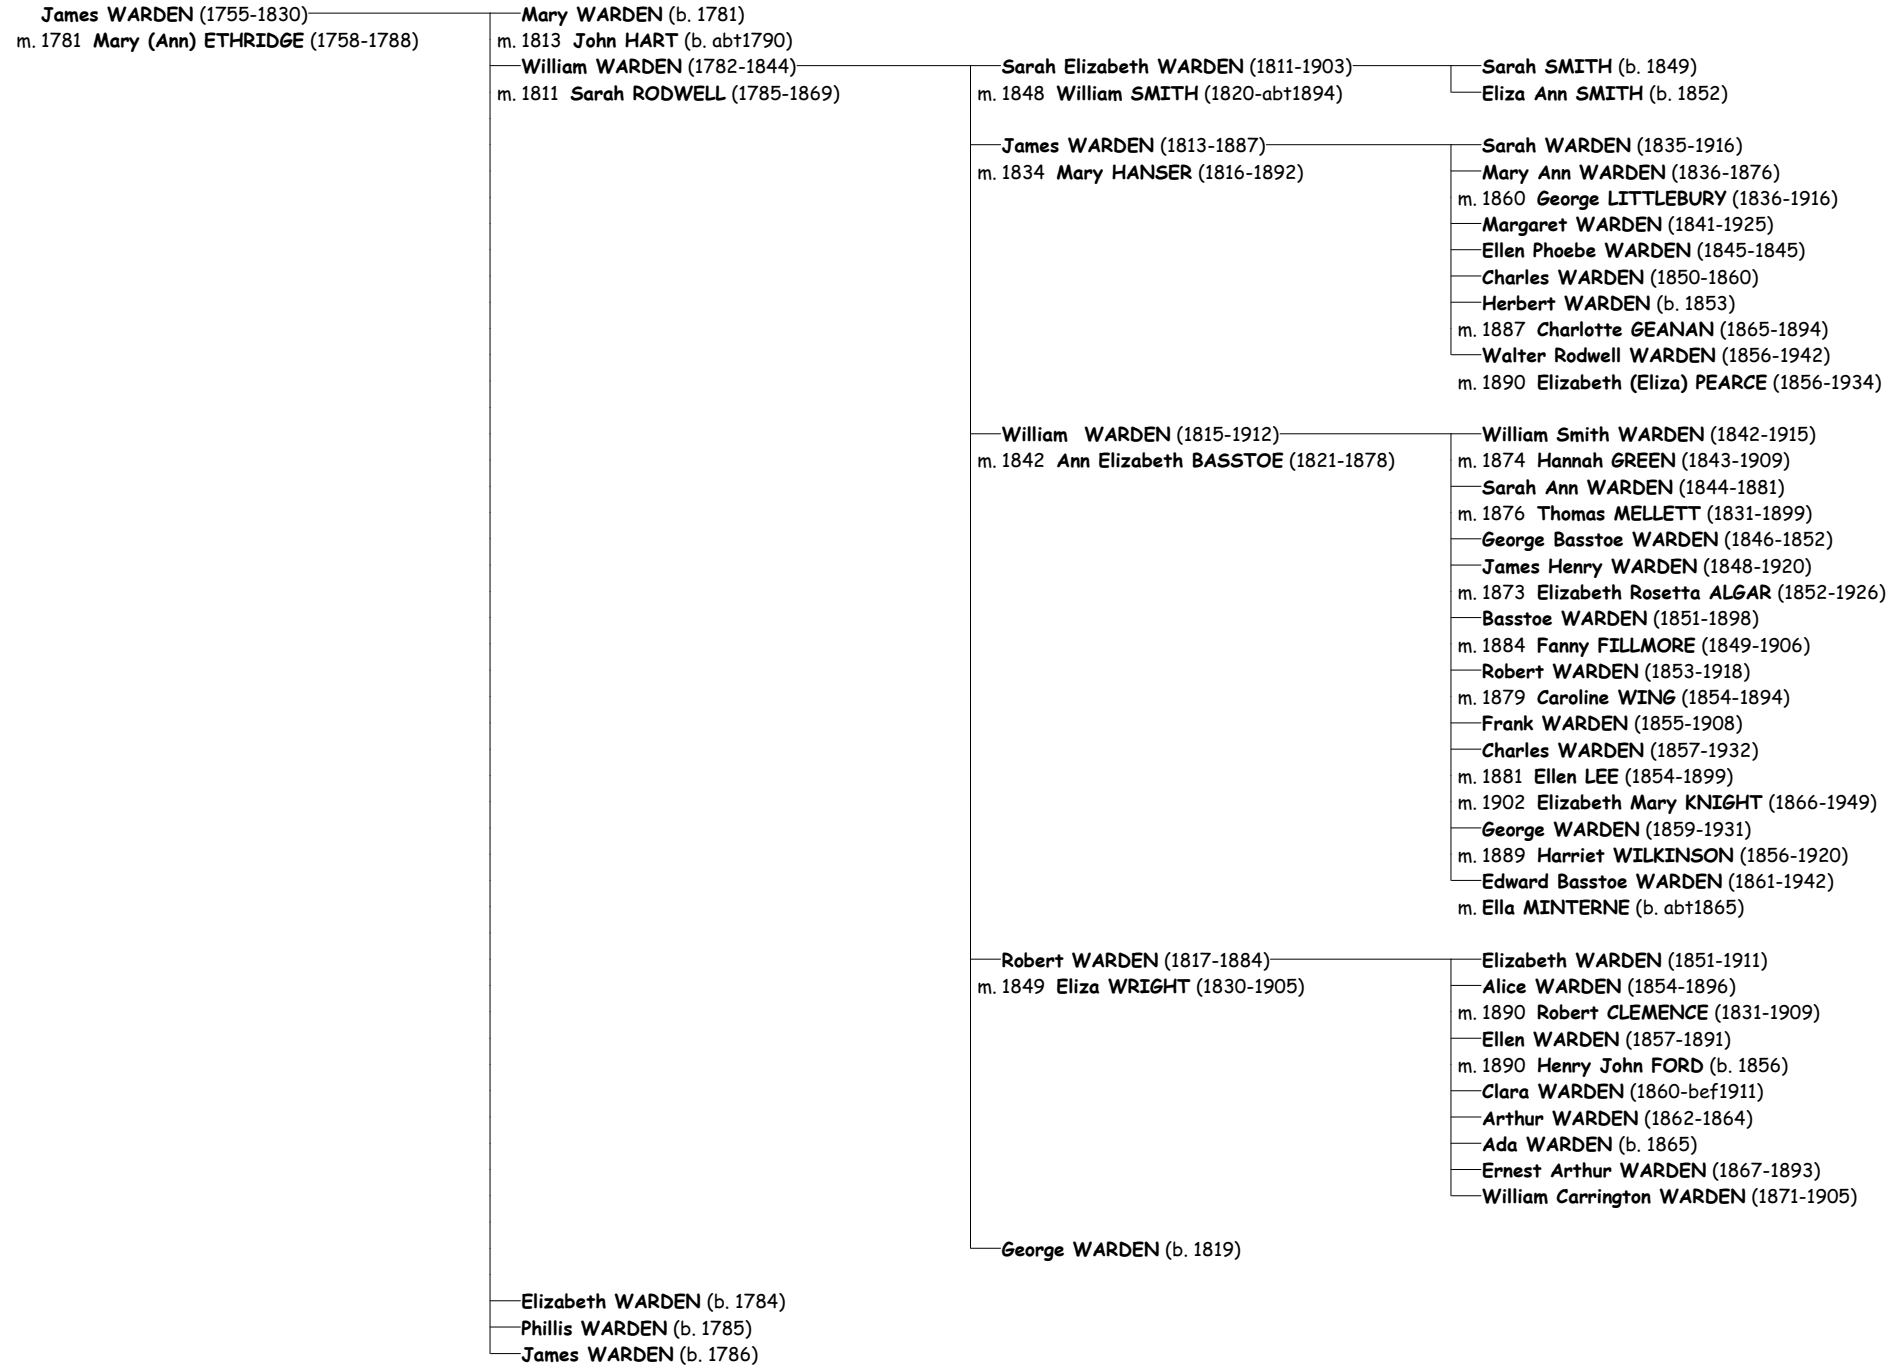 James WARDEN (1755-1830)
m. 1781 Mary (Ann) ETHRIDGE (1758-1788)
Mary WARDEN (b. 1781)
m. 1813 John HART (b. abt1790)
William WARDEN (1782-1844)
m. 1811 Sarah RODWELL (1785-1869)
Sarah Elizabeth WARDEN (1811-1903)
m. 1848 William SMITH (1820-abt1894)
Sarah SMITH (b. 1849)
Eliza Ann SMITH (b. 1852)
James WARDEN (1813-1887)
m. 1834 Mary HANSER (1816-1892)
Sarah WARDEN (1835-1916)
Mary Ann WARDEN (1836-1876)
m. 1860 George LITTLEBURY (1836-1916)
Margaret WARDEN (1841-1925)
Ellen Phoebe WARDEN (1845-1845)
Charles WARDEN (1850-1860)
Herbert WARDEN (b. 1853)
m. 1887 Charlotte GEANAN (1865-1894)
Walter Rodwell WARDEN (1856-1942)
m. 1890 Elizabeth (Eliza) PEARCE (1856-1934)
William WARDEN (1815-1912)
m. 1842 Ann Elizabeth BASSTOE (1821-1878)
William Smith WARDEN (1842-1915)
m. 1874 Hannah GREEN (1843-1909)
Sarah Ann WARDEN (1844-1881)
m. 1876 Thomas MELLETT (1831-1899)
George Basstoe WARDEN (1846-1852)
James Henry WARDEN (1848-1920)
m. 1873 Elizabeth Rosetta ALGAR (1852-1926)
Basstoe WARDEN (1851-1898)
m. 1884 Fanny FILLMORE (1849-1906)
Robert WARDEN (1853-1918)
m. 1879 Caroline WING (1854-1894)
Frank WARDEN (1855-1908)
Charles WARDEN (1857-1932)
m. 1881 Ellen LEE (1854-1899)
m. 1902 Elizabeth Mary KNIGHT (1866-1949)
George WARDEN (1859-1931)
m. 1889 Harriet WILKINSON (1856-1920)
Edward Basstoe WARDEN (1861-1942)
m. Ella MINTERNE (b. abt1865)
Robert WARDEN (1817-1884)
m. 1849 Eliza WRIGHT (1830-1905)
Elizabeth WARDEN (1851-1911)
Alice WARDEN (1854-1896)
m. 1890 Robert CLEMENCE (1831-1909)
Ellen WARDEN (1857-1891)
m. 1890 Henry John FORD (b. 1856)
Clara WARDEN (1860-bef1911)
Arthur WARDEN (1862-1864)
Ada WARDEN (b. 1865)
Ernest Arthur WARDEN (1867-1893)
William Carrington WARDEN (1871-1905)
George WARDEN (b. 1819)
Elizabeth WARDEN (b. 1784)
Phillis WARDEN (b. 1785)
James WARDEN (b. 1786)